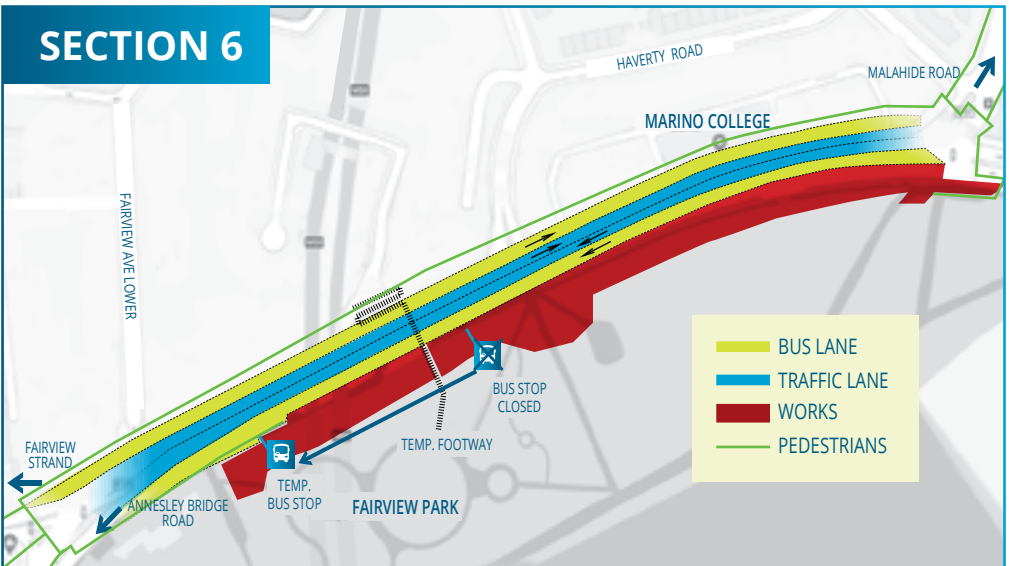 SECTION 6
HAVERTY ROAD
MALAHIDE ROAD
MARINO COLLEGE
FAIRVIEW AVE LOWER
BUS LANE
TRAFFIC LANE
WORKS
PEDESTRIANS
BUS STOP
CLOSED
TEMP. FOOTWAY
FAIRVIEW
STRAND
TEMP.
BUS STOP
FAIRVIEW PARK
ANNESLEY BRIDGE
ROAD